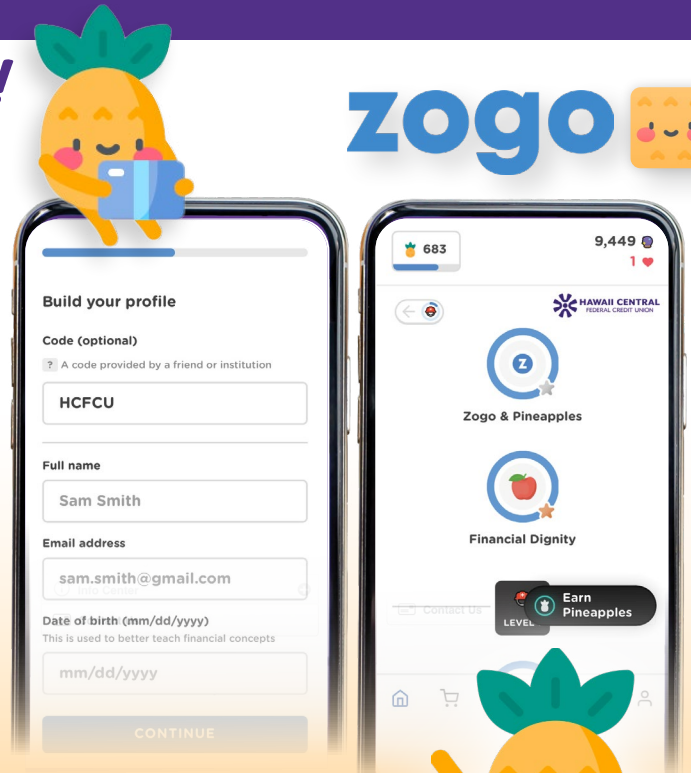 zogo
Build your profile
Code (optional)
? A code provided by a friend or institution
HCFCU
Full name
Sam Smith
Email address
sam.smith@gmail.com
Date of birth (mm/dd/yyyy)
This is used to better teach financial concepts
mm/dd/yyyy
CONTINUE
683
9,449
1
HAWAII CENTRAL
FEDERAL CREDIT UNION
Z
Zogo & Pineapples
Financial Dignity
Contact Us
LEVEL
Earn
Pineapples